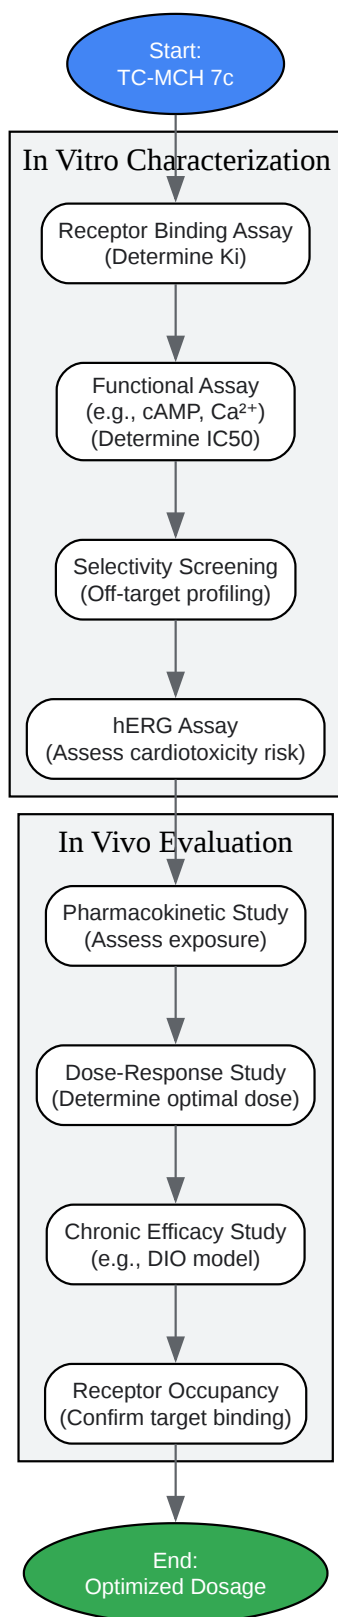 Start:
TC-MCH 7c
In Vitro Characterization
Receptor Binding Assay
(Determine Ki)
Functional Assay
(e.g., cAMP, Ca²⁺)
(Determine IC50)
Selectivity Screening
(Off-target profiling)
hERG Assay
(Assess cardiotoxicity risk)
In Vivo Evaluation
Pharmacokinetic Study
(Assess exposure)
Dose-Response Study
(Determine optimal dose)
Chronic Efficacy Study
(e.g., DIO model)
Receptor Occupancy
(Confirm target binding)
End:
Optimized Dosage